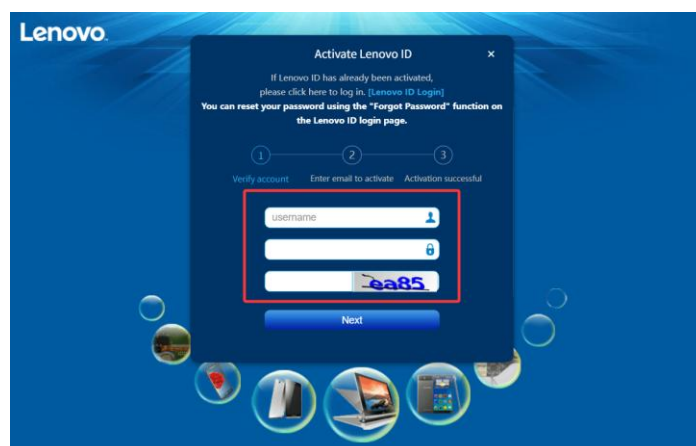 Lenovo
Activate Lenovo ID ×
If Lenovo ID has already been activated,
please click here to log in. [Lenovo ID Login]
You can reset your password using the "Forgot Password" function on
the Lenovo ID login page.
1 2 3
Verify account Enter email to activate Activation successful
username
ea85
Next